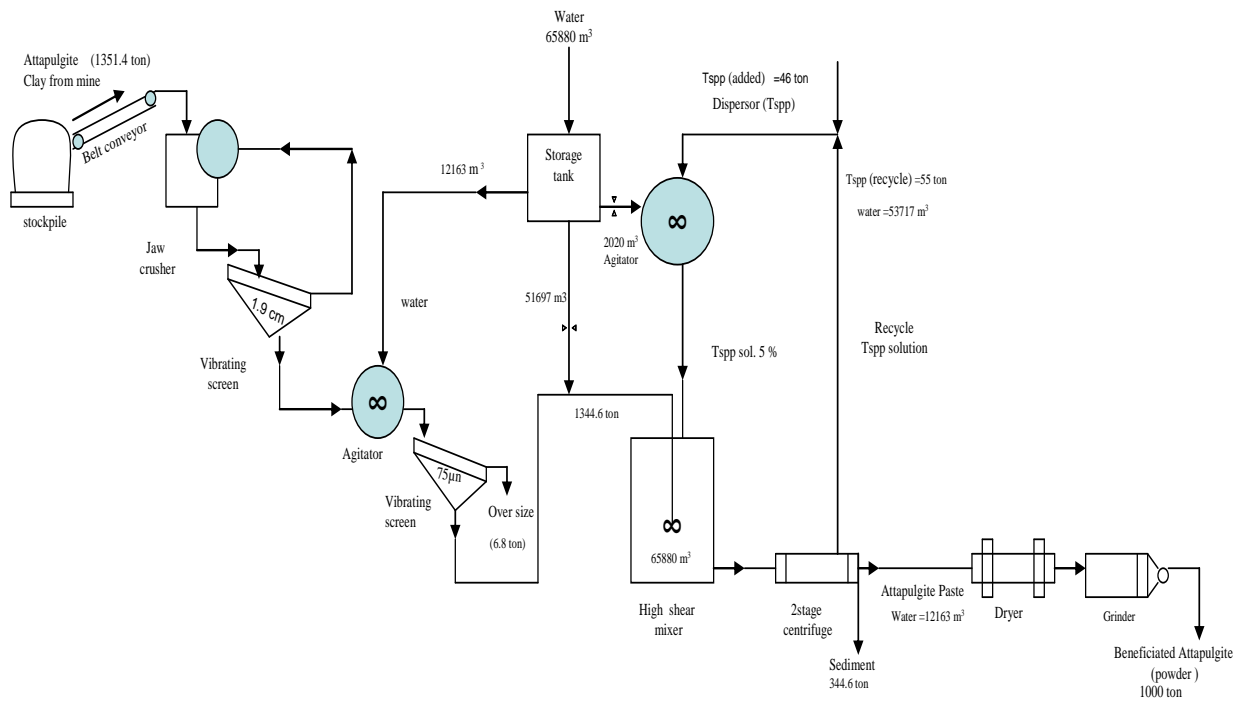 Water
65880 m³
Attapulgite (1351.4 ton)
Clay from mine
Belt conveyor
stockpile
Jaw
crusher
1.9 cm
Vibrating
screen
12163 m ³
water
Storage
tank
2020 m³
Agitator
51697 m3
Tspp (added) =46 ton
Dispersor (Tspp)
∞
Tspp (recycle) =55 ton
water =53717 m³
Recycle
Tspp solution
Tspp sol. 5 %
∞
Agitator
75µn
Vibrating
screen
Over size
(6.8 ton)
1344.6 ton
∞
65880 m³
High shear
mixer
2stage
centrifuge
Sediment
344.6 ton
Attapulgite Paste
Water =12163 m³
Dryer
Grinder
Beneficiated Attapulgite
(powder )
1000 ton